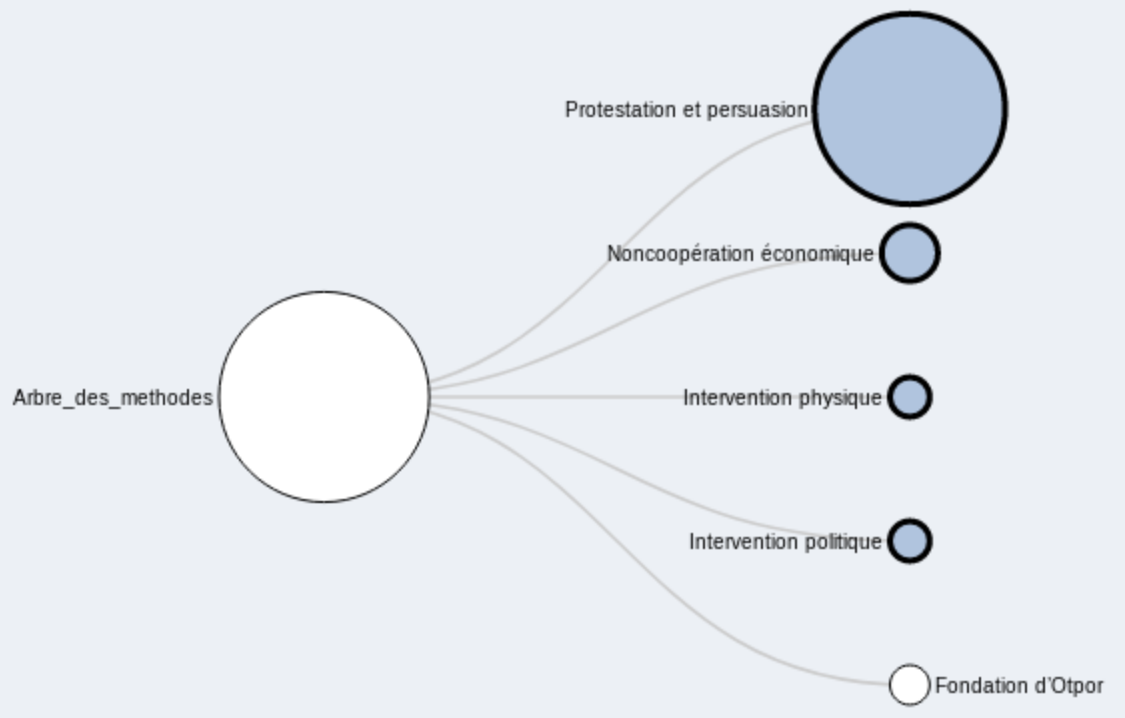 Protestation et persuasion
Noncoopération économique
Arbre_des_methodes
Intervention physique
Intervention politique
Fondation d'Otpor